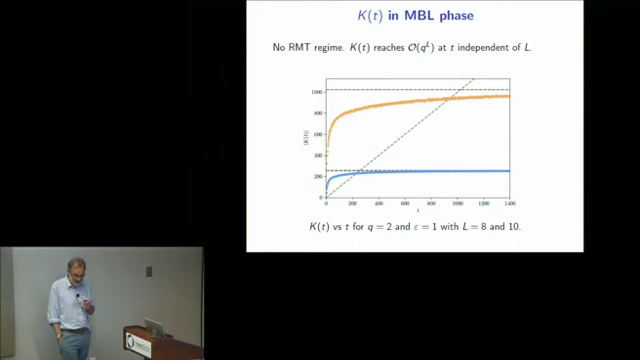 K(t) in MBL phase
No RMT regime. K(t) reaches O(q^L) at t independent of L.
1000
800
600
400
200
0
⟨K(t)⟩
0 200 400 600 800 1000 1200 1400
t
K(t) vs t for q = 2 and ε = 1 with L = 8 and 10.